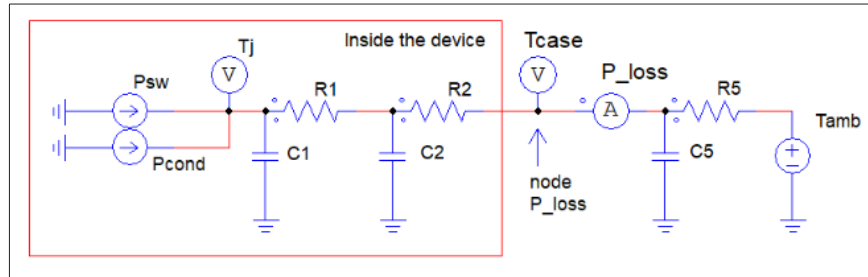 Inside the device
Tj
Tcase
Psw
V
R1
R2
V
P_loss
R5
A
Tamb
Pcond
C1
C2
node
P_loss
C5